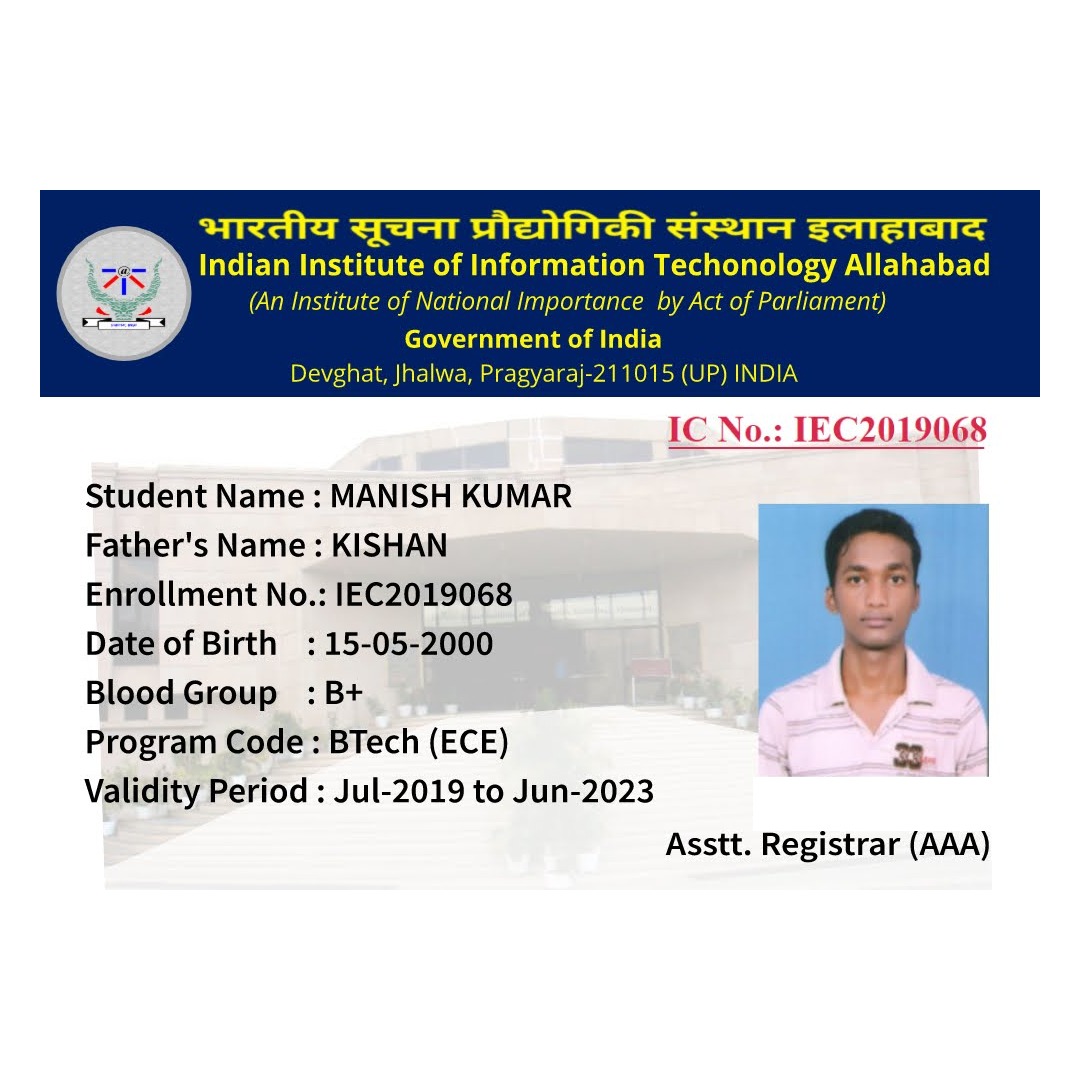 भारतीय सूचना प्रौद्योगिकी संस्थान इलाहाबाद
Indian Institute of Information Techonology Allahabad
(An Institute of National Importance by Act of Parliament)
Government of India
Devghat, Jhalwa, Pragyaraj-211015 (UP) INDIA
IC No.: IEC2019068
Student Name : MANISH KUMAR
Father's Name : KISHAN
Enrollment No.: IEC2019068
Date of Birth : 15-05-2000
Blood Group : B+
Program Code : BTech (ECE)
Validity Period : Jul-2019 to Jun-2023
33
Asstt. Registrar (AAA)